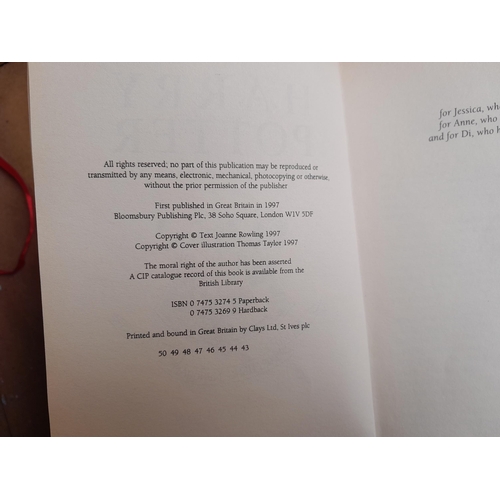 All rights reserved; no part of this publication may be reproduced or
transmitted by any means, electronic, mechanical, photocopying or otherwise,
without the prior permission of the publisher
First published in Great Britain in 1997
Bloomsbury Publishing Plc, 38 Soho Square, London W1V 5DP
Copyright © Text Joanne Rowling 1997
Copyright © Cover illustration Thomas Taylor 1997
The moral right of the author has been asserted
A CIP catalogue record of this book is available from the
British Library
ISBN 0 7475 3274 5 Paperback
0 7475 3269 9 Hardback
Printed and bound in Great Britain by Clays Ltd, St Ives plc
50 49 48 47 46 45 44 43
for Jessica, who
for Anne, who
and for Di, who h